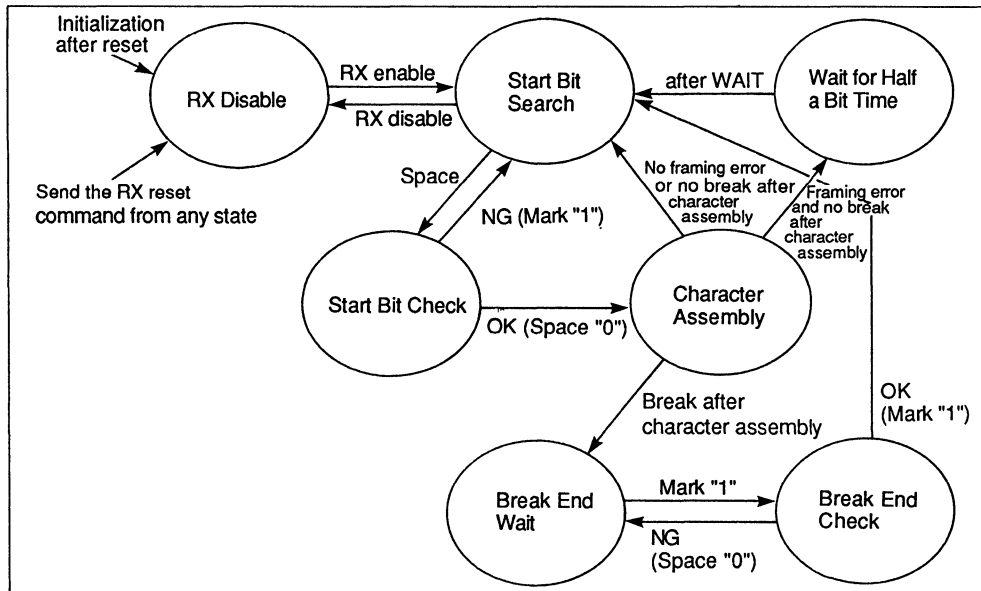 Initialization
after reset
RX Disable
RX enable
RX disable
Start Bit
Search
after WAIT
Wait for Half
a Bit Time
Send the RX reset
command from any state
Space
NG (Mark "1")
No framing error
or no break after
character
assembly
Framing error
and no break
after
character
assembly
Start Bit Check
OK (Space "0")
Character
Assembly
Break after
character assembly
OK
(Mark "1")
Break End
Wait
Mark "1"
NG
(Space "0")
Break End
Check